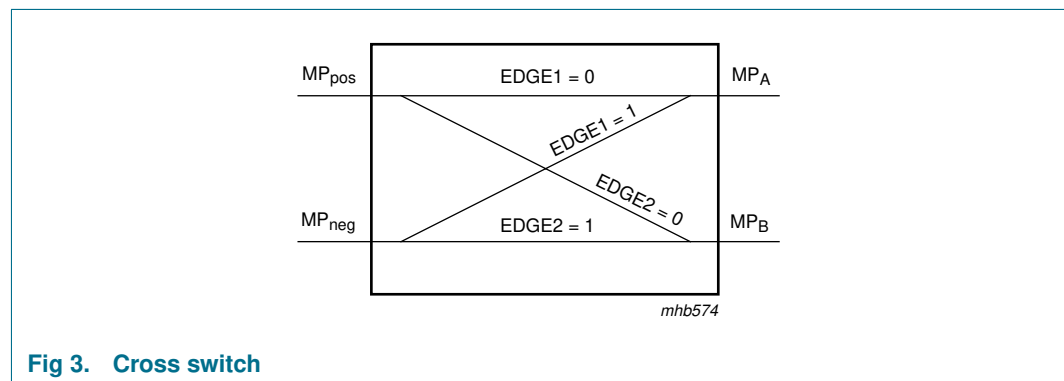 MPpos
EDGE1 = 0
MPA
EDGE1 = 1
EDGE2 = 0
MPneg
EDGE2 = 1
MPB
mhb574
Fig 3. Cross switch